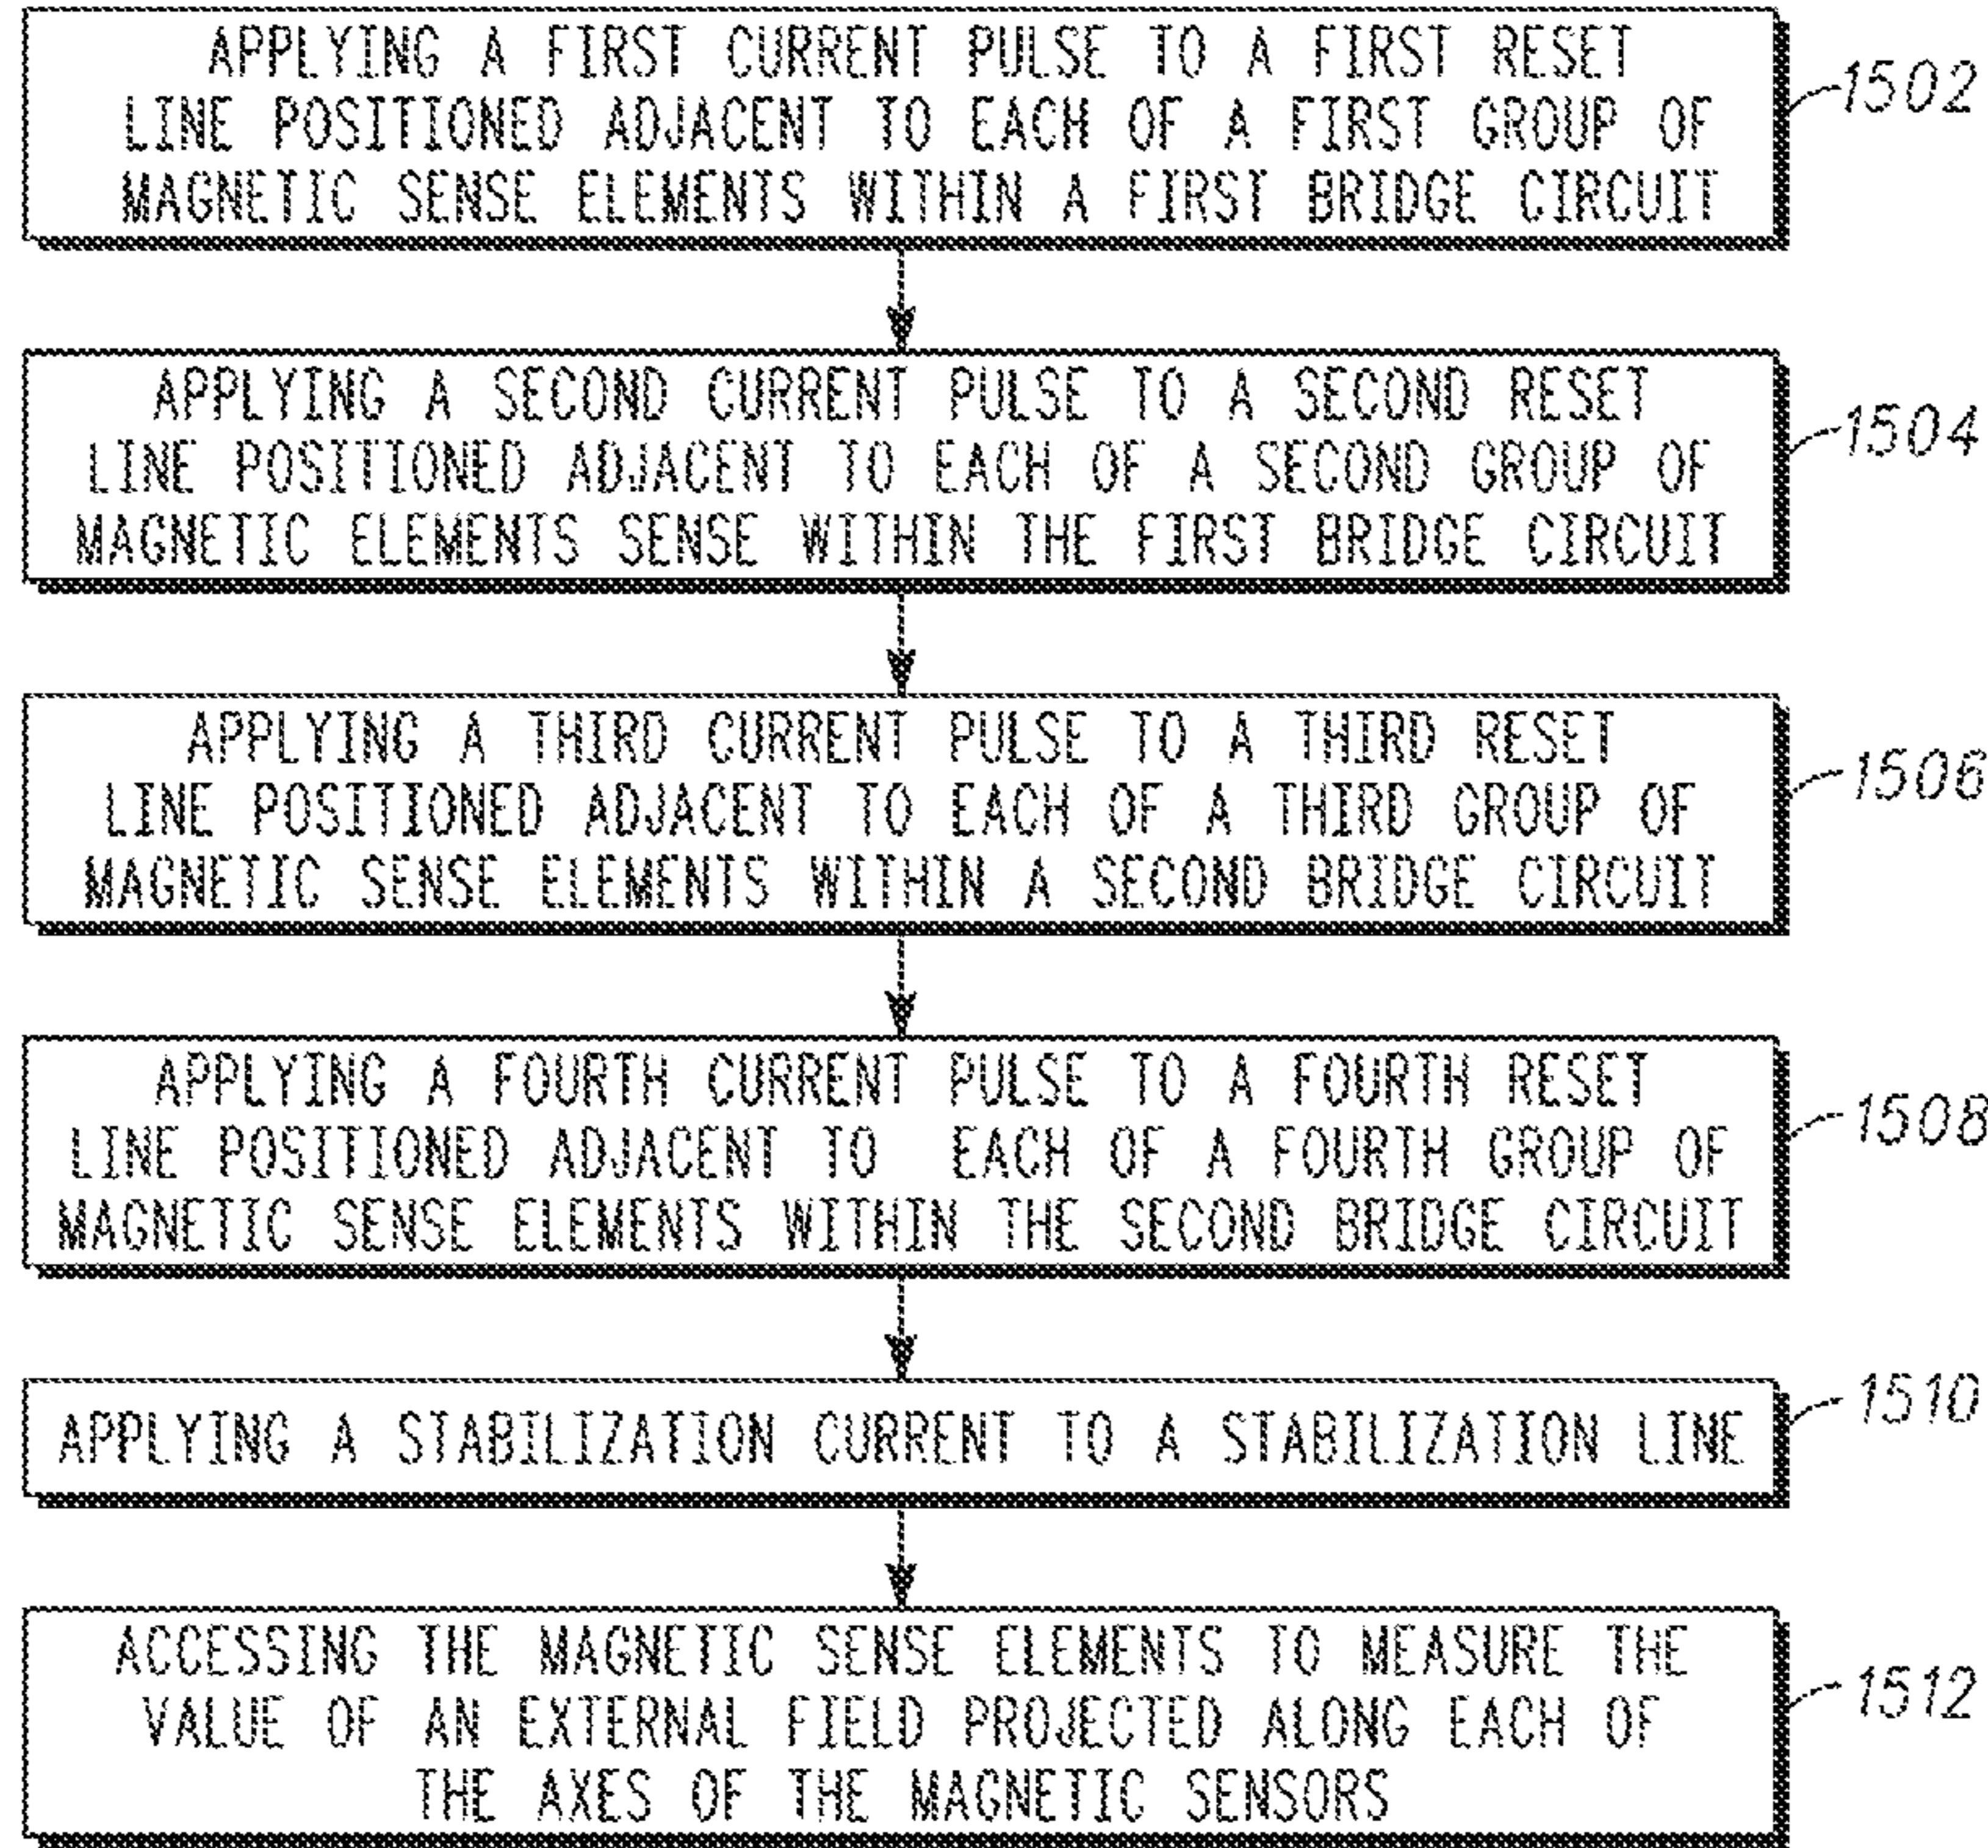 APPLYING A FIRST CURRENT PULSE TO A FIRST RESET
LINE POSITIONED ADJACENT TO EACH OF A FIRST GROUP OF
MAGNETIC SENSE ELEMENTS WITHIN A FIRST BRIDGE CIRCUIT
1502
APPLYING A SECOND CURRENT PULSE TO A SECOND RESET
LINE POSITIONED ADJACENT TO EACH OF A SECOND GROUP OF
MAGNETIC ELEMENTS SENSE WITHIN THE FIRST BRIDGE CIRCUIT
1504
APPLYING A THIRD CURRENT PULSE TO A THIRD RESET
LINE POSITIONED ADJACENT TO EACH OF A THIRD GROUP OF
MAGNETIC SENSE ELEMENTS WITHIN A SECOND BRIDGE CIRCUIT
1506
APPLYING A FOURTH CURRENT PULSE TO A FOURTH RESET
LINE POSITIONED ADJACENT TO EACH OF A FOURTH GROUP OF
MAGNETIC SENSE ELEMENTS WITHIN THE SECOND BRIDGE CIRCUIT
1508
APPLYING A STABILIZATION CURRENT TO A STABILIZATION LINE
1510
ACCESSING THE MAGNETIC SENSE ELEMENTS TO MEASURE THE
VALUE OF AN EXTERNAL FIELD PROJECTED ALONG EACH OF
THE AXES OF THE MAGNETIC SENSORS
1512